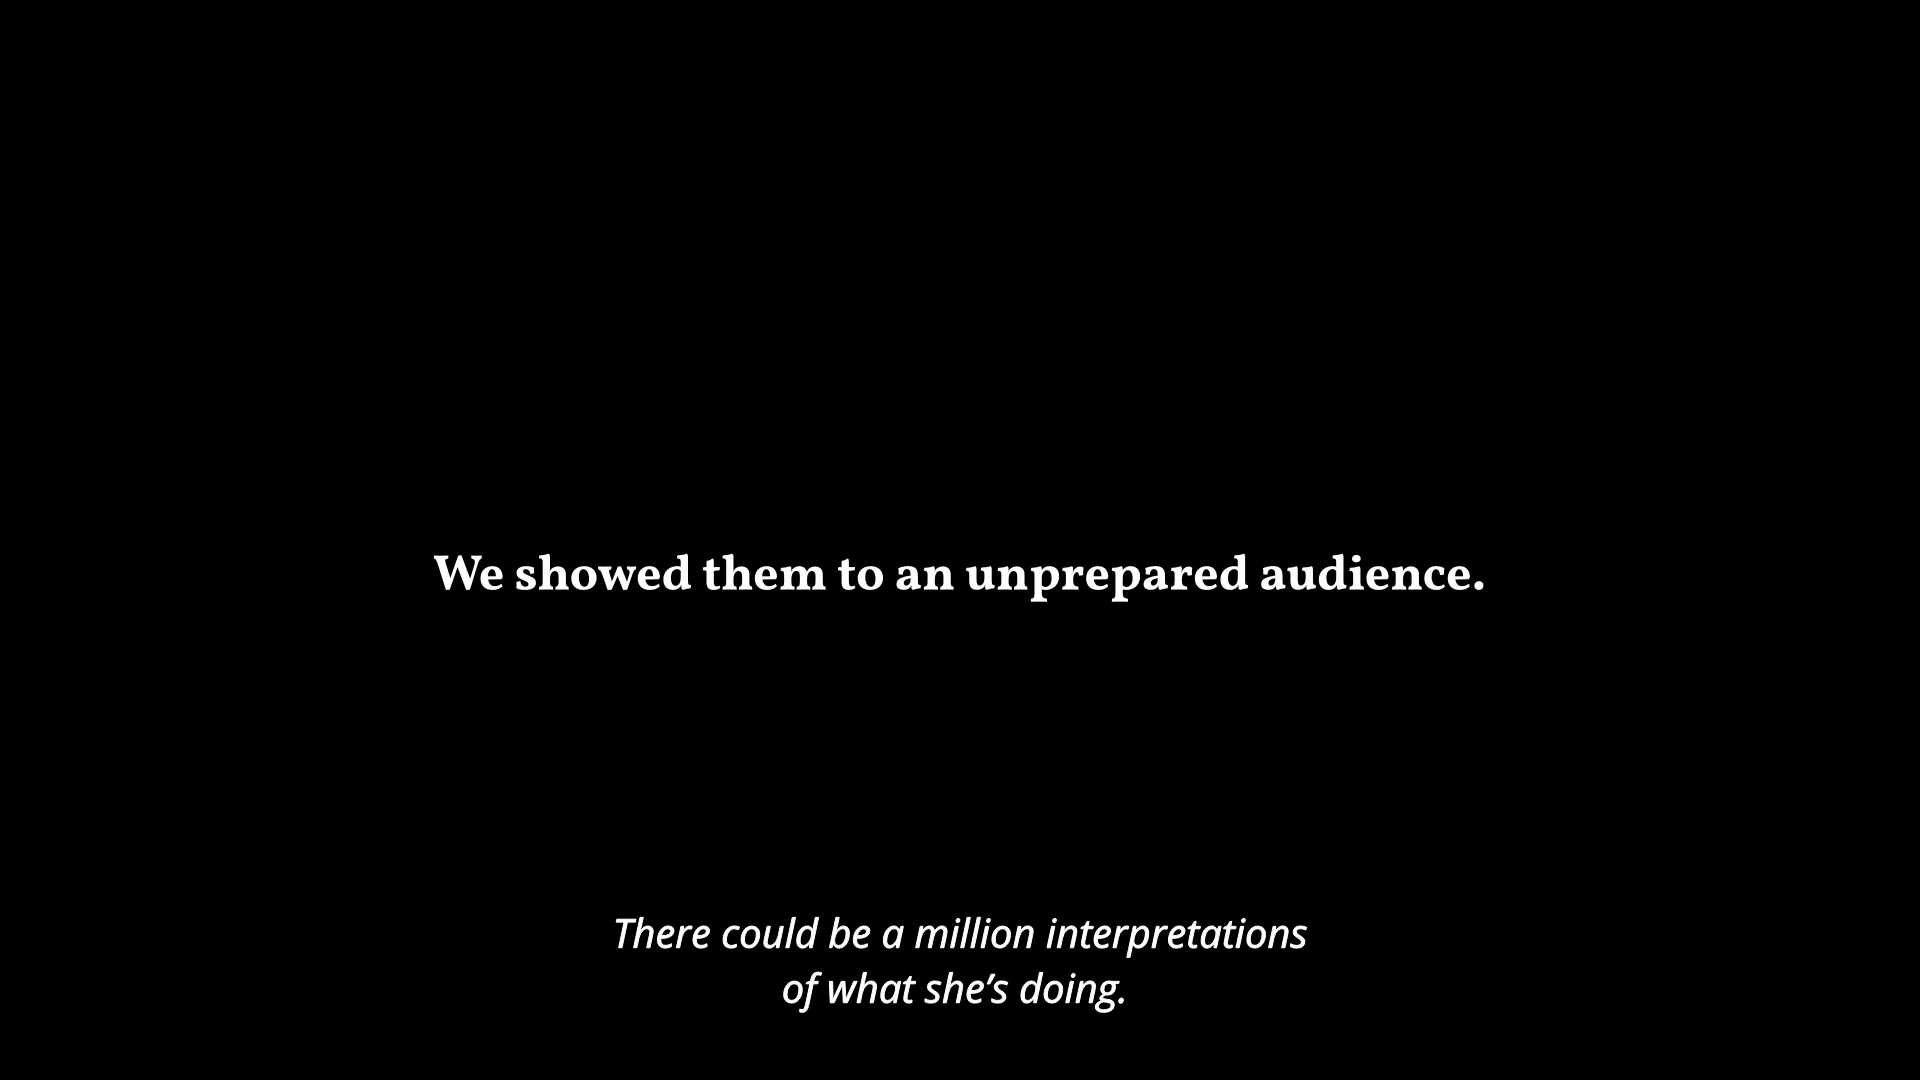 We showed them to an unprepared audience.
There could be a million interpretations
of what she’s doing.